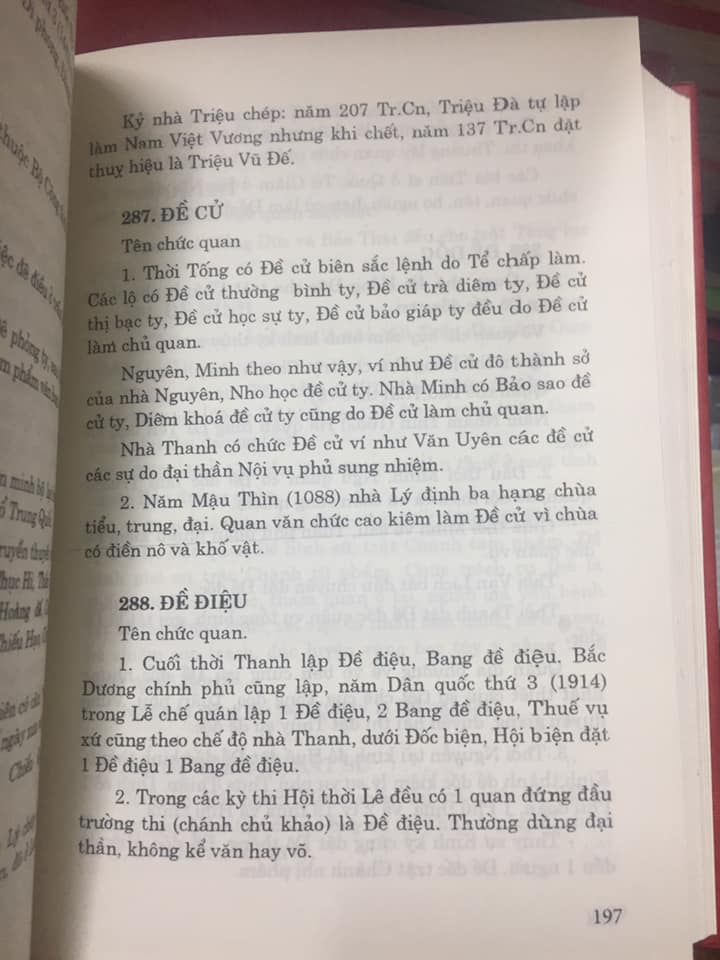 Kỷ nhà Triệu chép: năm 207 Tr.Cn, Triệu Đà tự lập
làm Nam Việt Vương nhưng khi chết, năm 137 Tr.Cn đặt
thuỵ hiệu là Triệu Vũ Đế.
287. ĐỀ CỬ
Tên chức quan
1. Thời Tống có Đề cử biên sắc lệnh do Tể chấp làm.
Các lộ có Đề cử thường bình ty, Đề cử trà diêm ty, Đề cử
thị bạc ty, Đề cử học sự ty, Đề cử bảo giáp ty đều do Đề cử
làm chủ quan.
Nguyên, Minh theo như vậy, ví như Đề cử đô thành sở
của nhà Nguyên, Nho học đề cử ty. Nhà Minh có Bảo sao đề
cử ty, Diêm khoá đề cử ty cũng do Đề cử làm chủ quan.
Nhà Thanh có chức Đề cử ví như Văn Uyên các đề cử
các sự do đại thần Nội vụ phủ sung nhiệm.
2. Năm Mậu Thìn (1088) nhà Lý định ba hạng chùa
tiểu, trung, đại. Quan văn chức cao kiêm làm Đề cử vì chùa
có điền nô và khố vật.
288. ĐỀ ĐIỆU
Tên chức quan.
1. Cuối thời Thanh lập Đề điệu, Bang đề điệu. Bắc
Dương chính phủ cũng lập, năm Dân quốc thứ 3 (1914)
trong Lễ chế quán lập 1 Đề điệu, 2 Bang đề điệu, Thuế vụ
xứ cũng theo chế độ nhà Thanh, dưới Đốc biện, Hội biện đặt
1 Đề điệu 1 Bang đề điệu.
2. Trong các kỳ thi Hội thời Lê đều có 1 quan đứng đầu
trường thi (chánh chủ khảo) là Đề điệu. Thường dùng đại
thần, không kể văn hay võ.
197